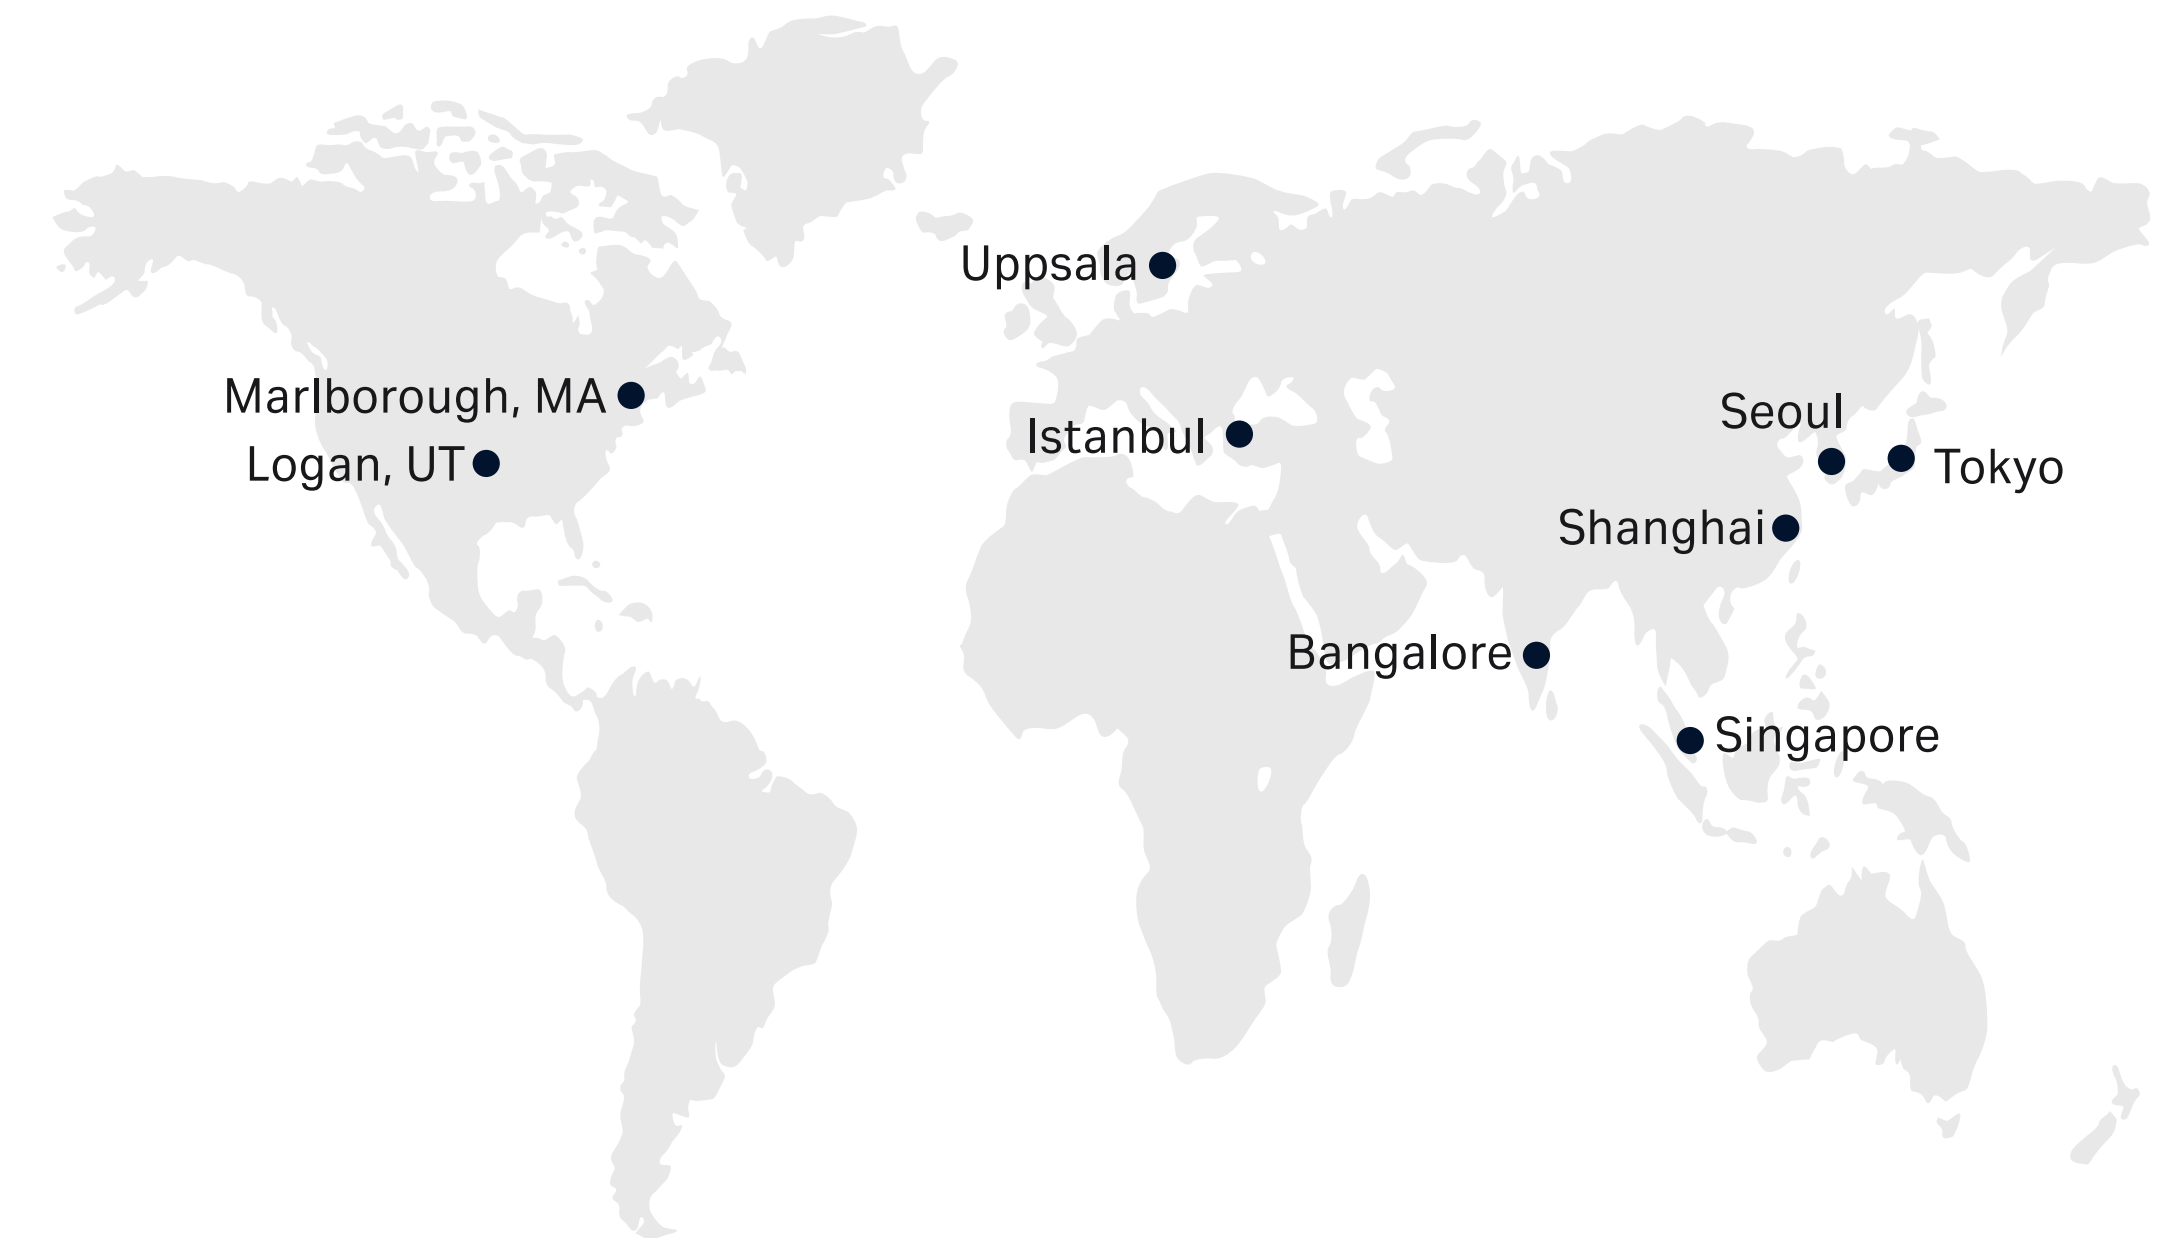 Uppsala
Marlborough, MA
Seoul
Istanbul
Logan, UT
Tokyo
Shanghai
Bangalore
Singapore